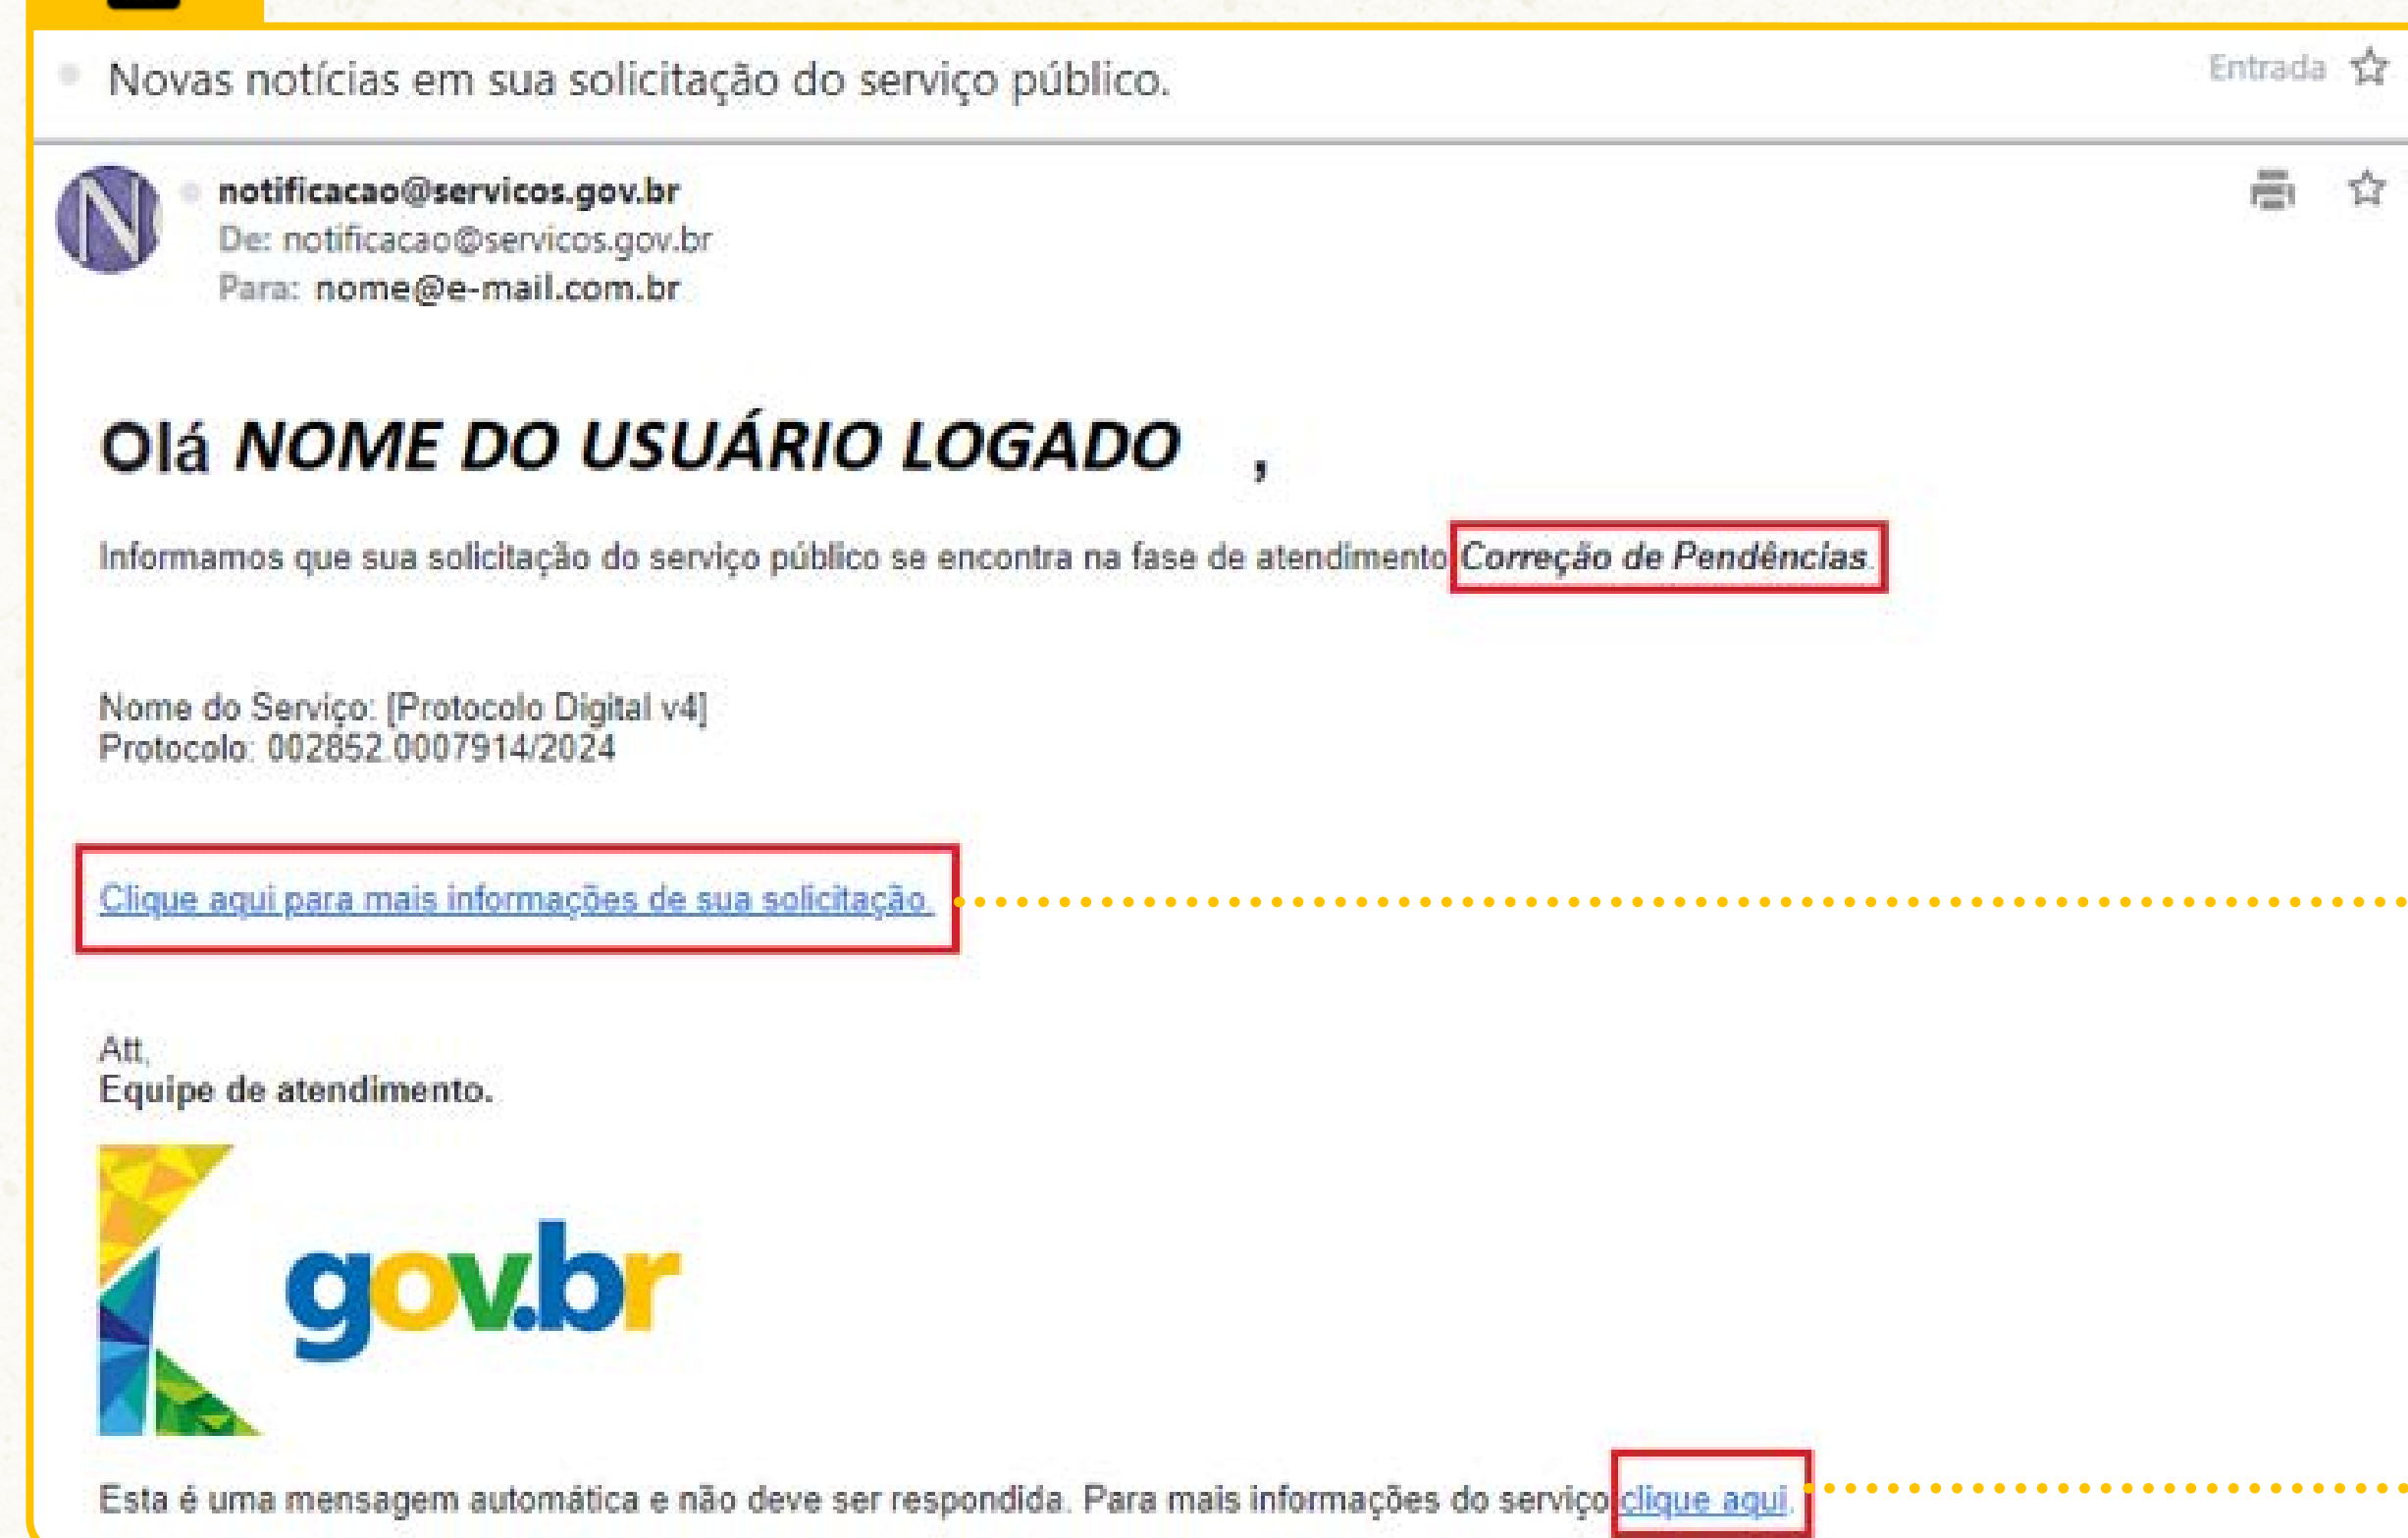 Novas notícias em sua solicitação do serviço público.
Entrada
N
notificacao@servicos.gov.br
De: notificacao@servicos.gov.br
Para: nome@e-mail.com.br
Olá NOME DO USUÁRIO LOGADO ,
Informamos que sua solicitação do serviço público se encontra na fase de atendimento Correção de Pendências.
Nome do Serviço: [Protocolo Digital v4]
Protocolo: 002852.0007914/2024
Clique aqui para mais informações de sua solicitação.
Att,
Equipe de atendimento.
gov.br
Esta é uma mensagem automática e não deve ser respondida. Para mais informações do serviço clique aqui.